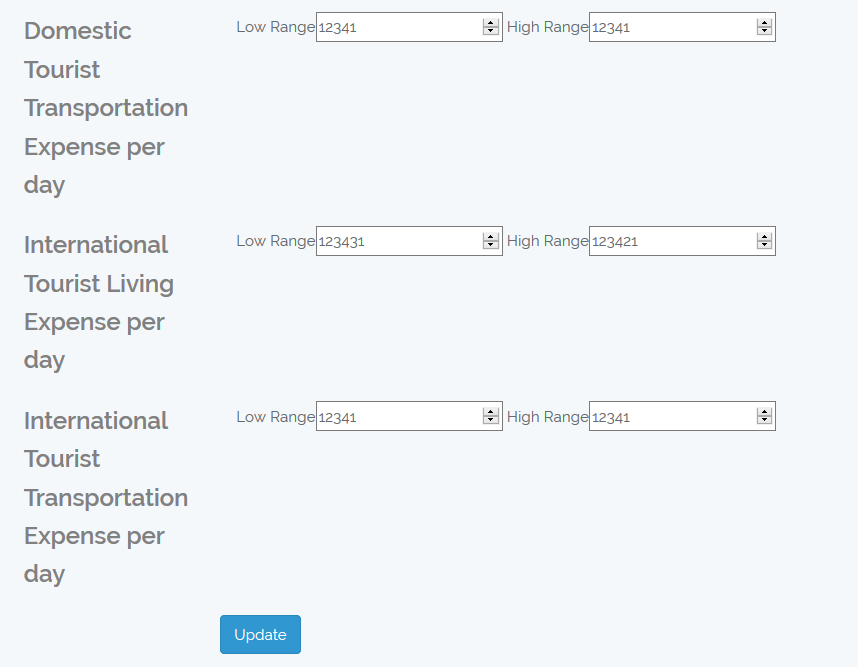 Domestic
Tourist
Transportation
Expense per
day
Low Range 12341 High Range 12341
International
Tourist Living
Expense per
day
Low Range 123431 High Range 123421
International
Tourist
Transportation
Expense per
day
Low Range 12341 High Range 12341
Update